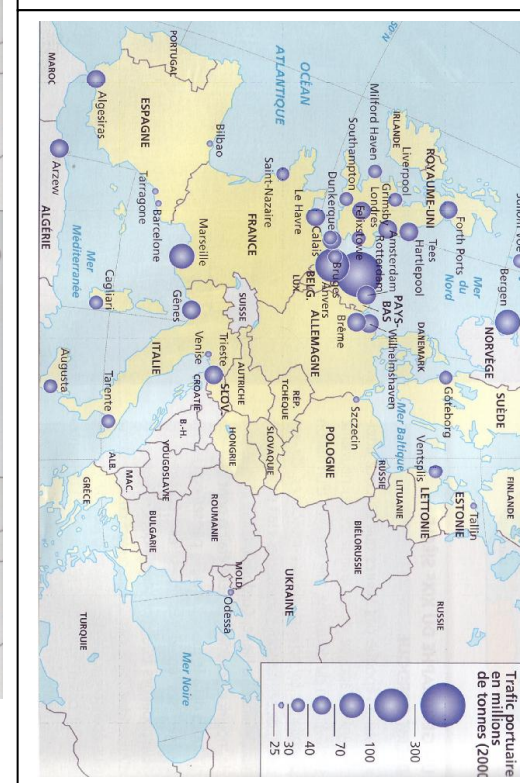 Trafic portuaire
en millions
de tonnes (200
300
100
70
40
30
25
50°N
OCÉAN
ATLANTIQUE
Mer
du
Nord
Mer Baltique
Mer
Méditerranée
Mer Noire
Bergen
NORVÈGE
SUÈDE
FINLANDE
Tallin
ESTONIE
RUSSIE
Göteborg
Ventspils
LETTONIE
LITUANIE
RUSSIE
DANEMARK
Forth Ports
ROYAUME-UNI
Tees
Hartlepool
IRLANDE
Liverpool
Grimsby
Milford Haven
Londres
Southampton
Felixstowe
Amsterdam
Rotterdam
PAYS-
BAS
Wilhelmshaven
Brême
Dunkerque
Calais
Bruges
Anvers
BELG.
LUX.
Le Havre
Saint-Nazaire
FRANCE
ALLEMAGNE
Szczecin
POLOGNE
BIÉLORUSSIE
UKRAINE
RÉP.
TCHÈQUE
SLOVAQUIE
AUTRICHE
HONGRIE
SUISSE
SLOV
CROATIE
B.-H.
YOUGOSLAVIE
ROUMANIE
MOLD.
Odessa
BULGARIE
MAC.
ALB.
GRÈCE
TURQUIE
ITALIE
Trieste
Venise
Gênes
Marseille
Cagliari
Tarente
Augusta
Bilbao
Barcelone
Tarragone
ESPAGNE
PORTUGAL
Algesiras
MAROC
Arzew
ALGÉRIE